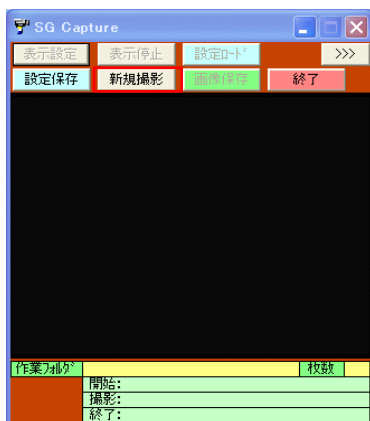 SG Capture
表示設定 表示停止 設定ﾛｰﾄﾞ >>>
設定保存 新規撮影 画像保存 終了
作業ﾌｫﾙﾀﾞ 枚数
開始:
撮影:
終了: